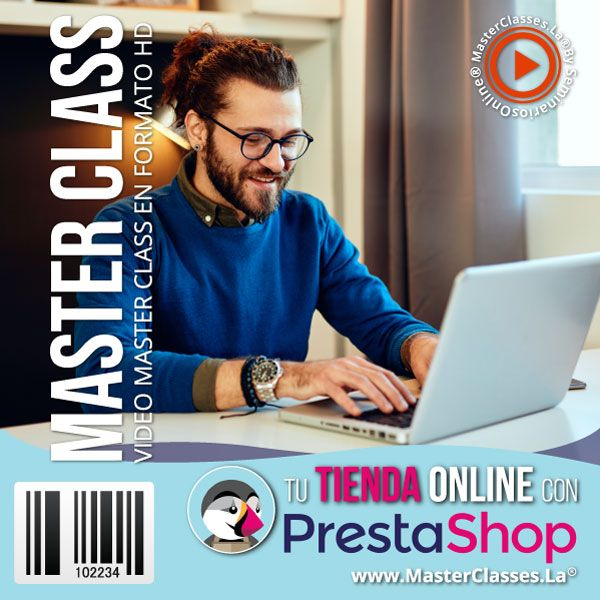 MASTER CLASS
VIDEO MASTER CLASS EN FORMATO HD
MasterClasses.La® By SeminariosOnline®
TU TIENDA ONLINE CON
PrestaShop
102234
www.MasterClasses.La©